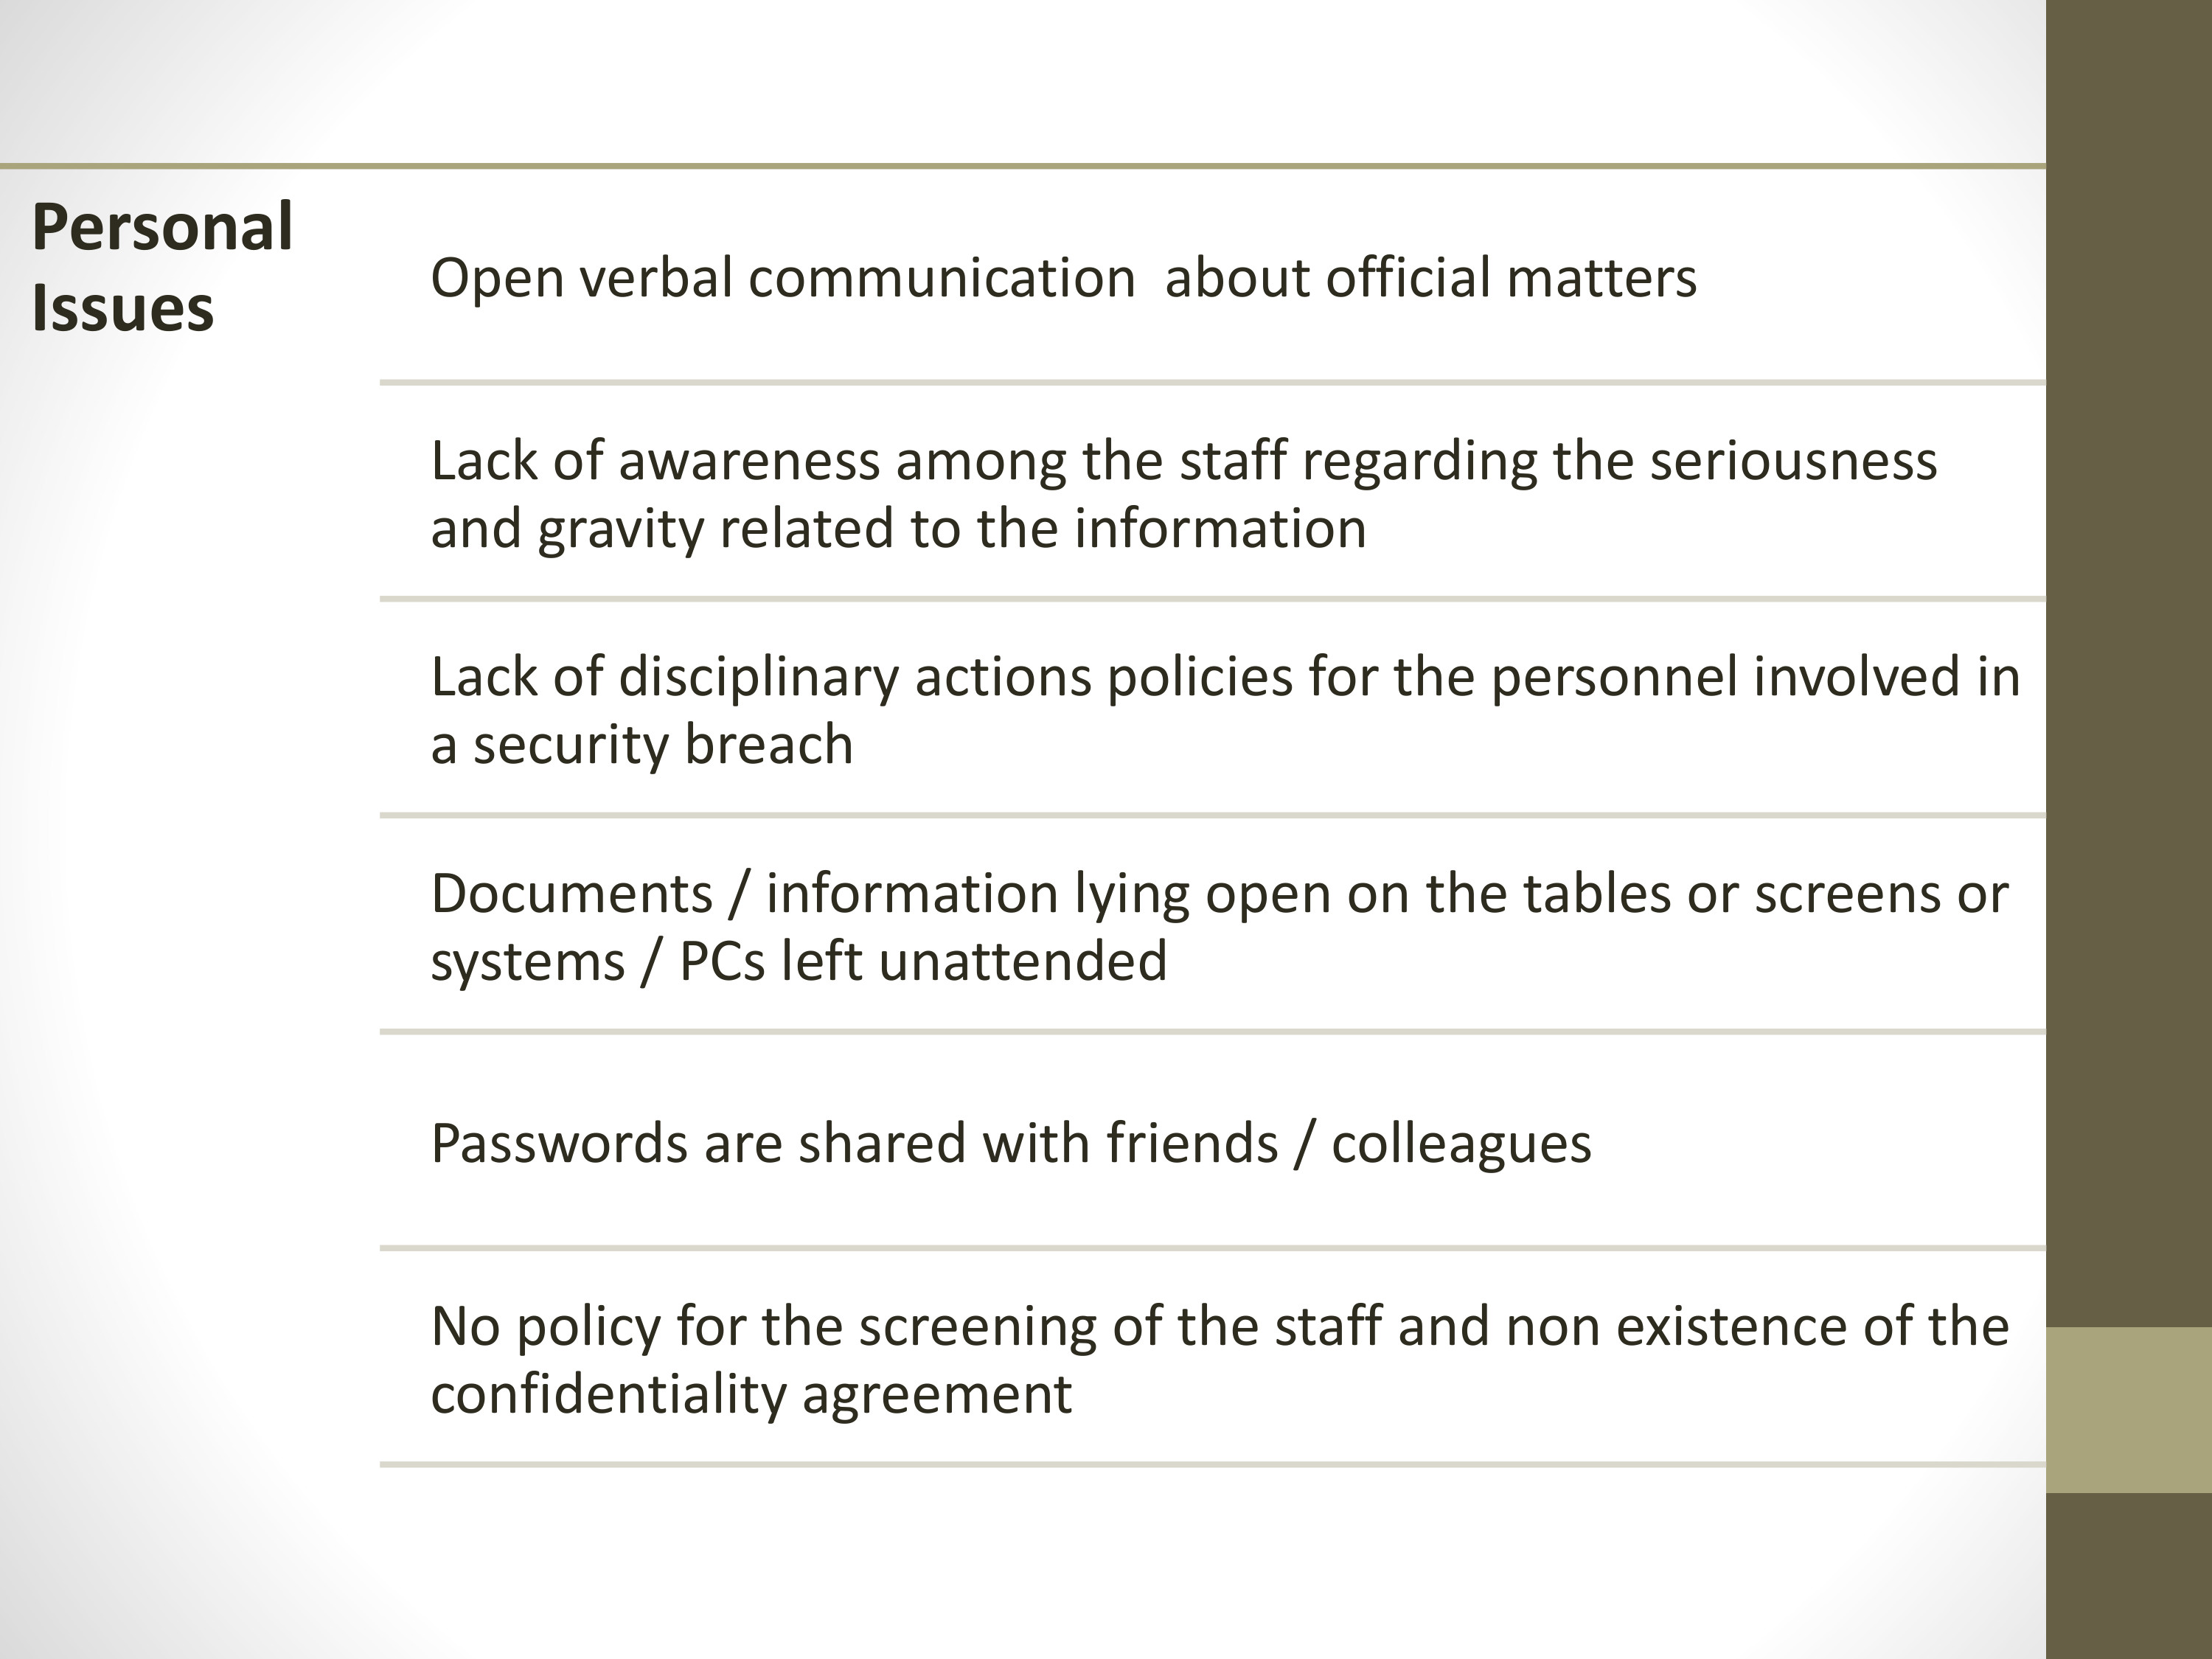 Personal
Issues
Open verbal communication  about official matters
Lack of awareness among the staff regarding the seriousness
and gravity related to the information
Lack of disciplinary actions policies for the personnel involved in
a security breach
Documents / information lying open on the tables or screens or
systems / PCs left unattended
Passwords are shared with friends / colleagues
No policy for the screening of the staff and non existence of the
confidentiality agreement